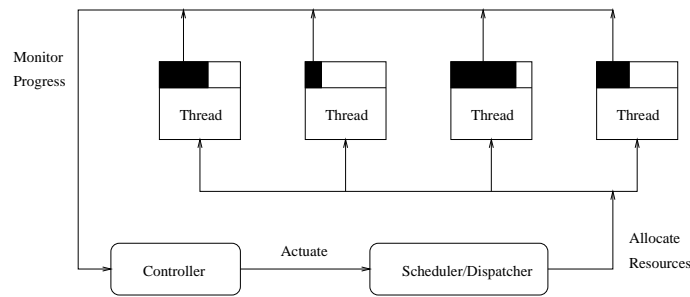 Monitor
Progress
Thread
Thread
Thread
Thread
Controller
Actuate
Scheduler/Dispatcher
Allocate
Resources